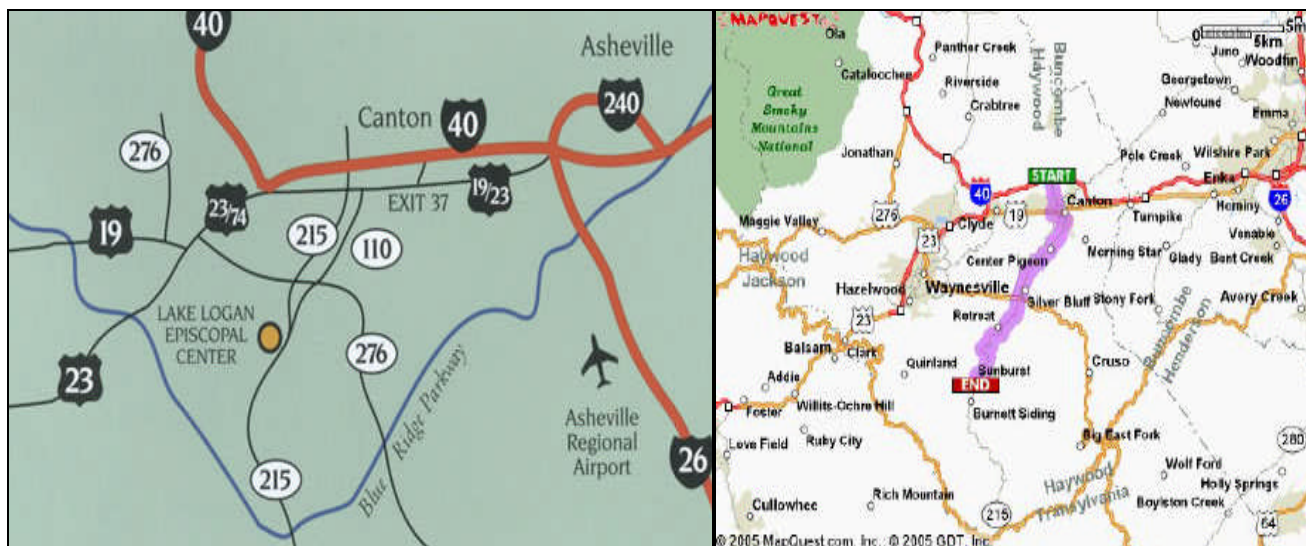 40
Asheville
240
Canton
40
276
19/23
EXIT 37
23/74
215
19
110
LAKE LOGAN
EPISCOPAL
CENTER
276
23
Blue Ridge Parkway
Asheville
Regional
Airport
26
215
MAPQUEST
Ola
Panther Creek
Buncombe
Haywood
0
5m
5km
Juno
Woodfin
Cataloochee
Riverside
Georgetown
Great
Smoky
Mountains
National
Crabtree
Newfound
Emma
Jonathan
Wilshire Park
Pole Creek
START
40
Enka
26
276
19
Canton
Hominy
Maggie Valley
Clyde
Turnpike
23
Venable
Haywood
Jackson
Center Pigeon
Morning Star
Glady
Bent Creek
Hazelwood
Waynesville
Silver Bluff
Stony Fork
Avery Creek
23
Retreat
Buncombe
Henderson
Balsam
Clark
Quinland
Sunburst
Cruso
Addie
END
Willits-Ochre Hill
Burnett Siding
Foster
Love Field
Ruby City
Big East Fork
280
Wolf Ford
Haywood
Transylvania
Holly Springs
Rich Mountain
Boylston Creek
Cullowhee
215
64
© 2005 MapQuest.com, Inc.; © 2005 GDT, Inc.